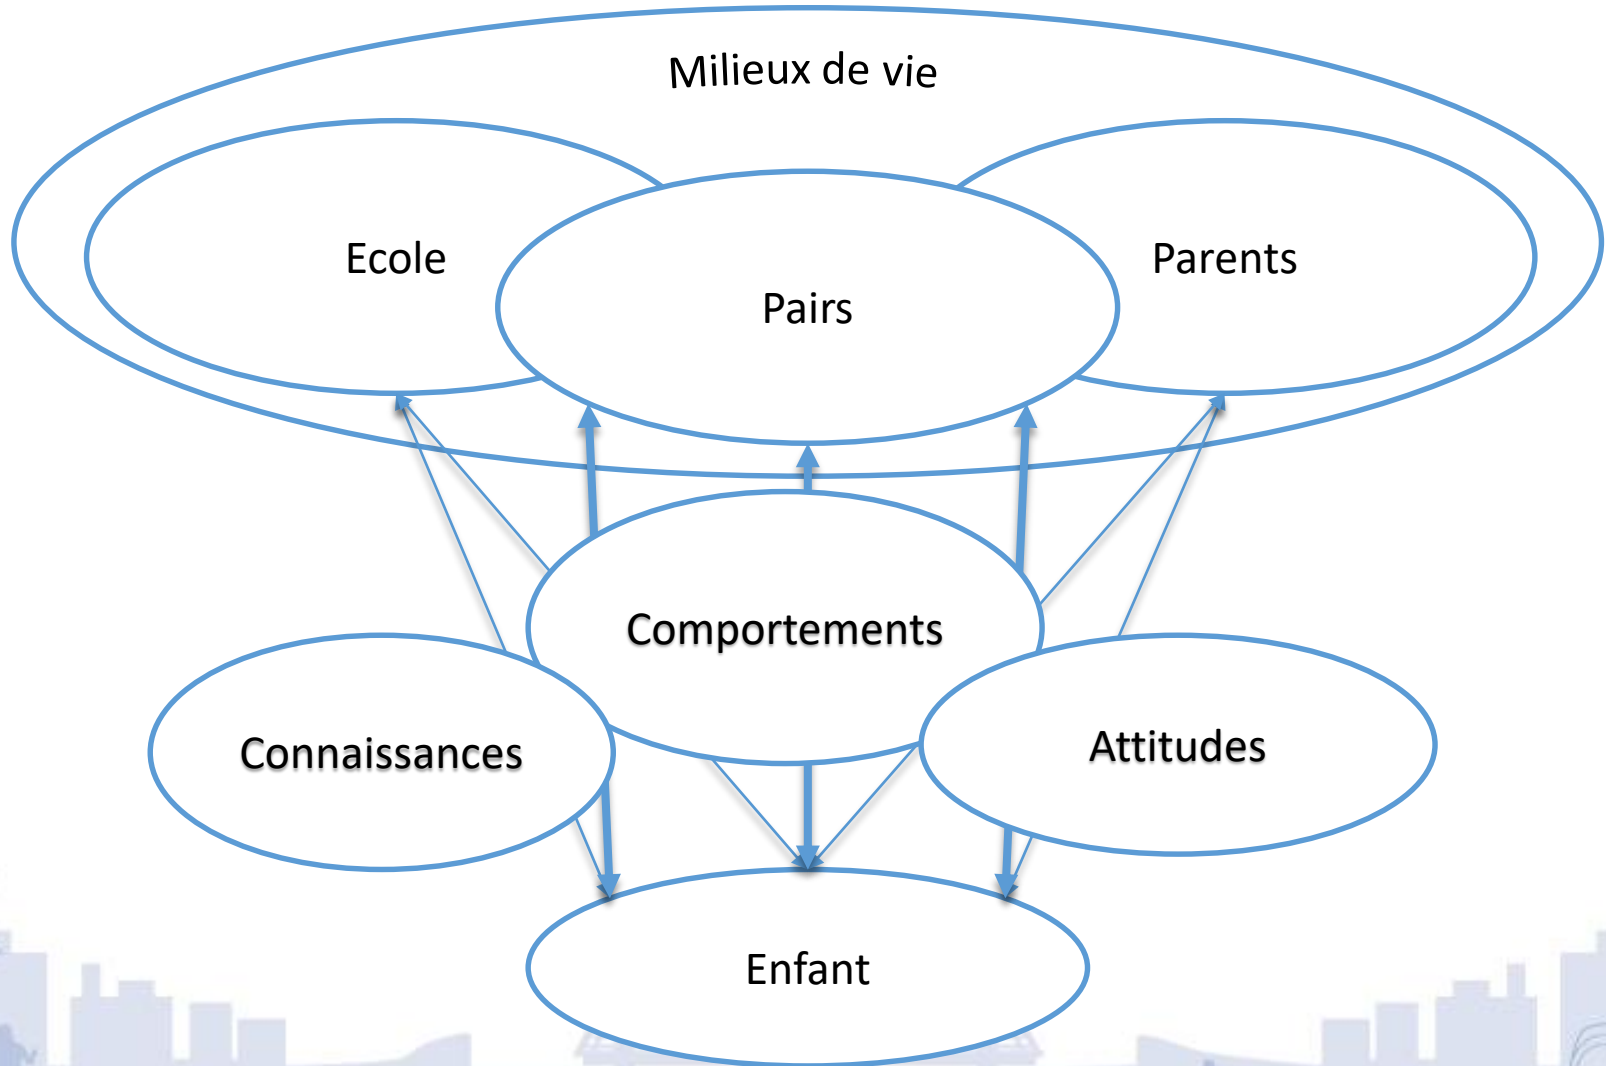 Milieux de vie
Ecole
Parents
Pairs
Comportements
Connaissances
Attitudes
Enfant